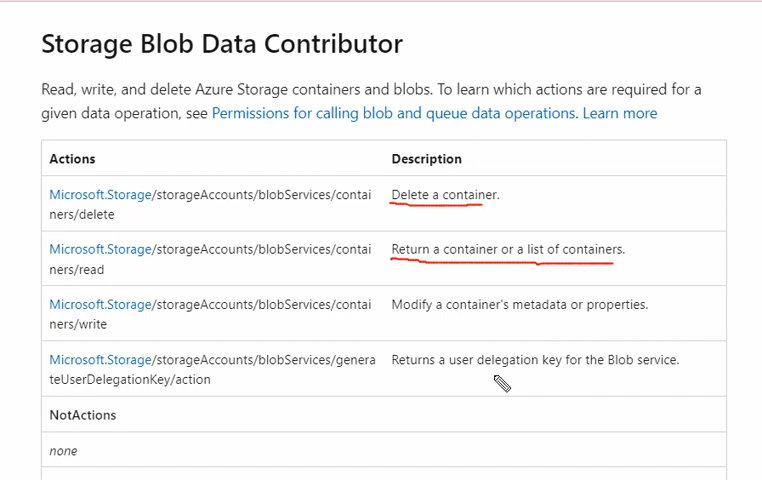 Storage Blob Data Contributor
Read, write, and delete Azure Storage containers and blobs. To learn which actions are required for a
given data operation, see Permissions for calling blob and queue data operations. Learn more
Actions Description
Microsoft.Storage/storageAccounts/blobServices/contai Delete a container.
ners/delete
Microsoft.Storage/storageAccounts/blobServices/contai Return a container or a list of containers.
ners/read
Microsoft.Storage/storageAccounts/blobServices/contai Modify a container's metadata or properties.
ners/write
Microsoft.Storage/storageAccounts/blobServices/genera Returns a user delegation key for the Blob service.
teUserDelegationKey/action
NotActions
none